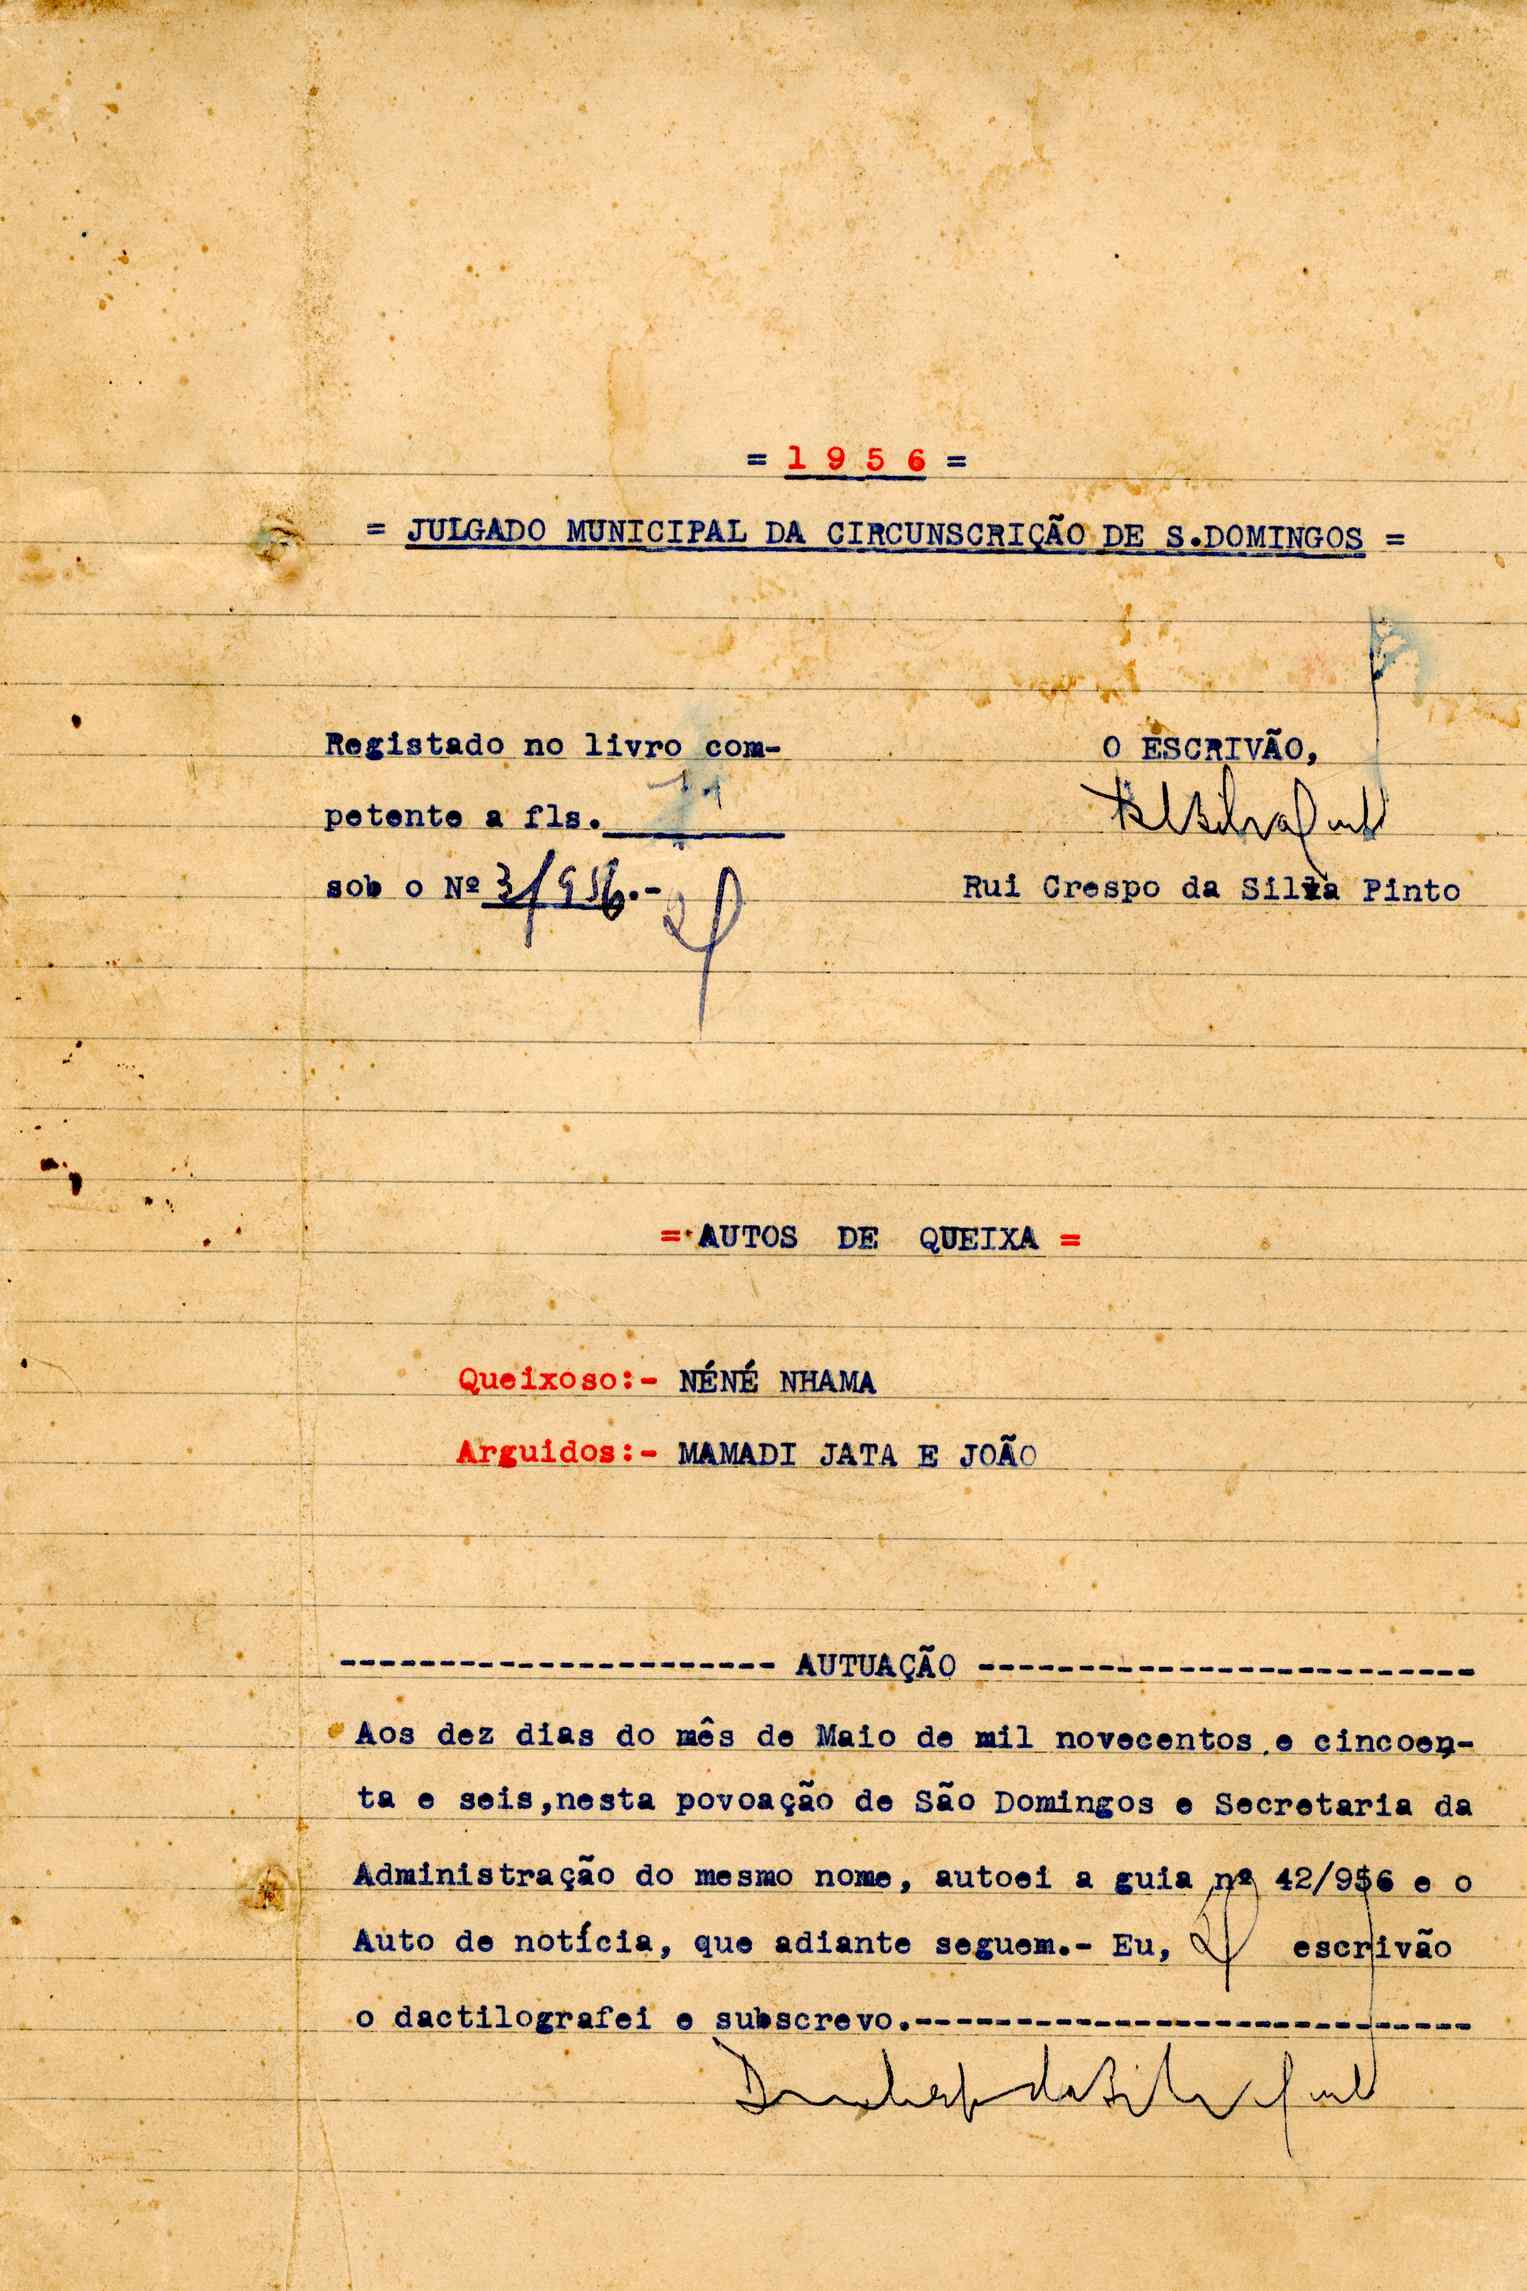 = 1 9 5 6 =
= JULGADO MUNICIPAL DA CIRCUNSCRIÇÃO DE S.DOMINGOS =
Registado no livro com-
petente a fls.
sob o Nº 3/956.-
O ESCRIVÃO,
Rui Crespo da Silva Pinto
= AUTOS DE QUEIXA =
Queixoso:- NÉNÉ NHAMA
Arguidos:- MAMADI JATA E JOÃO
---------------------- AUTUAÇÃO -------------------------
Aos dez dias do mês de Maio de mil novecentos e cincoen-
ta e seis,nesta povoação de São Domingos e Secretaria da
Administração do mesmo nome, autoei a guia nº 42/956 e o
Auto de notícia, que adiante seguem.- Eu, escrivão
o dactilografei e subscrevo.----------------------------